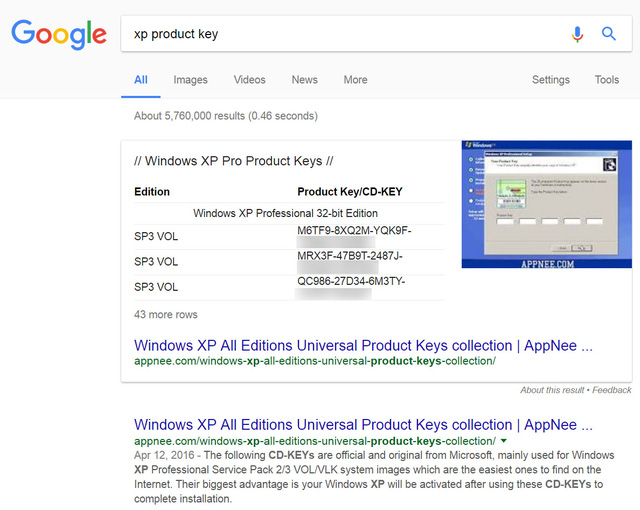 Google
xp product key
All Images Videos News More Settings Tools
About 5,760,000 results (0.46 seconds)
// Windows XP Pro Product Keys //
Edition Product Key/CD-KEY
Windows XP Professional 32-bit Edition
SP3 VOL M6TF9-8XQ2M-YQK9F-
SP3 VOL MRX3F-47B9T-2487J-
SP3 VOL QC986-27D34-6M3TY-
43 more rows
APPNEE.COM
Windows XP All Editions Universal Product Keys collection | AppNee ...
appnee.com/windows-xp-all-editions-universal-product-keys-collection/
About this result • Feedback
Windows XP All Editions Universal Product Keys collection | AppNee ...
appnee.com/windows-xp-all-editions-universal-product-keys-collection/
Apr 12, 2016 - The following CD-KEYs are official and original from Microsoft, mainly used for Windows
XP Professional Service Pack 2/3 VOL/VLK system images which are the easiest ones to find on the
Internet. Their biggest advantage is your Windows XP will be activated after using these CD-KEYs to
complete installation.